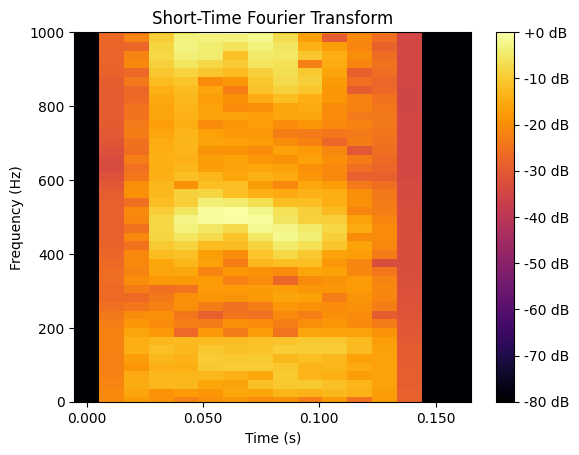 Short-Time Fourier Transform
1000
800
600
400
200
0
Frequency (Hz)
0.000
0.050
0.100
0.150
Time (s)
+0 dB
-10 dB
-20 dB
-30 dB
-40 dB
-50 dB
-60 dB
-70 dB
-80 dB